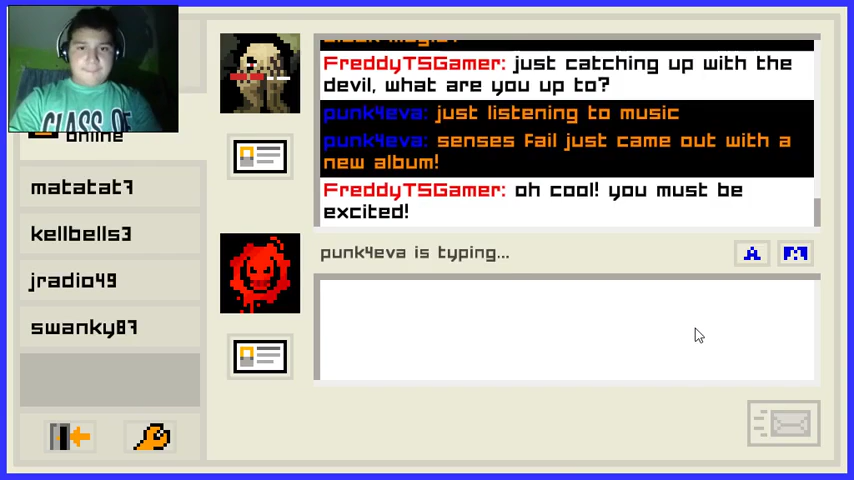 CLASS OF
online
matatat7
kellbells3
jradio49
swanky87
FreddyTSGamer: just catching up with the
devil, what are you up to?
punk4eva: just listening to music
punk4eva: senses fail just came out with a
new album!
FreddyTSGamer: oh cool! you must be
excited!
punk4eva is typing...
A